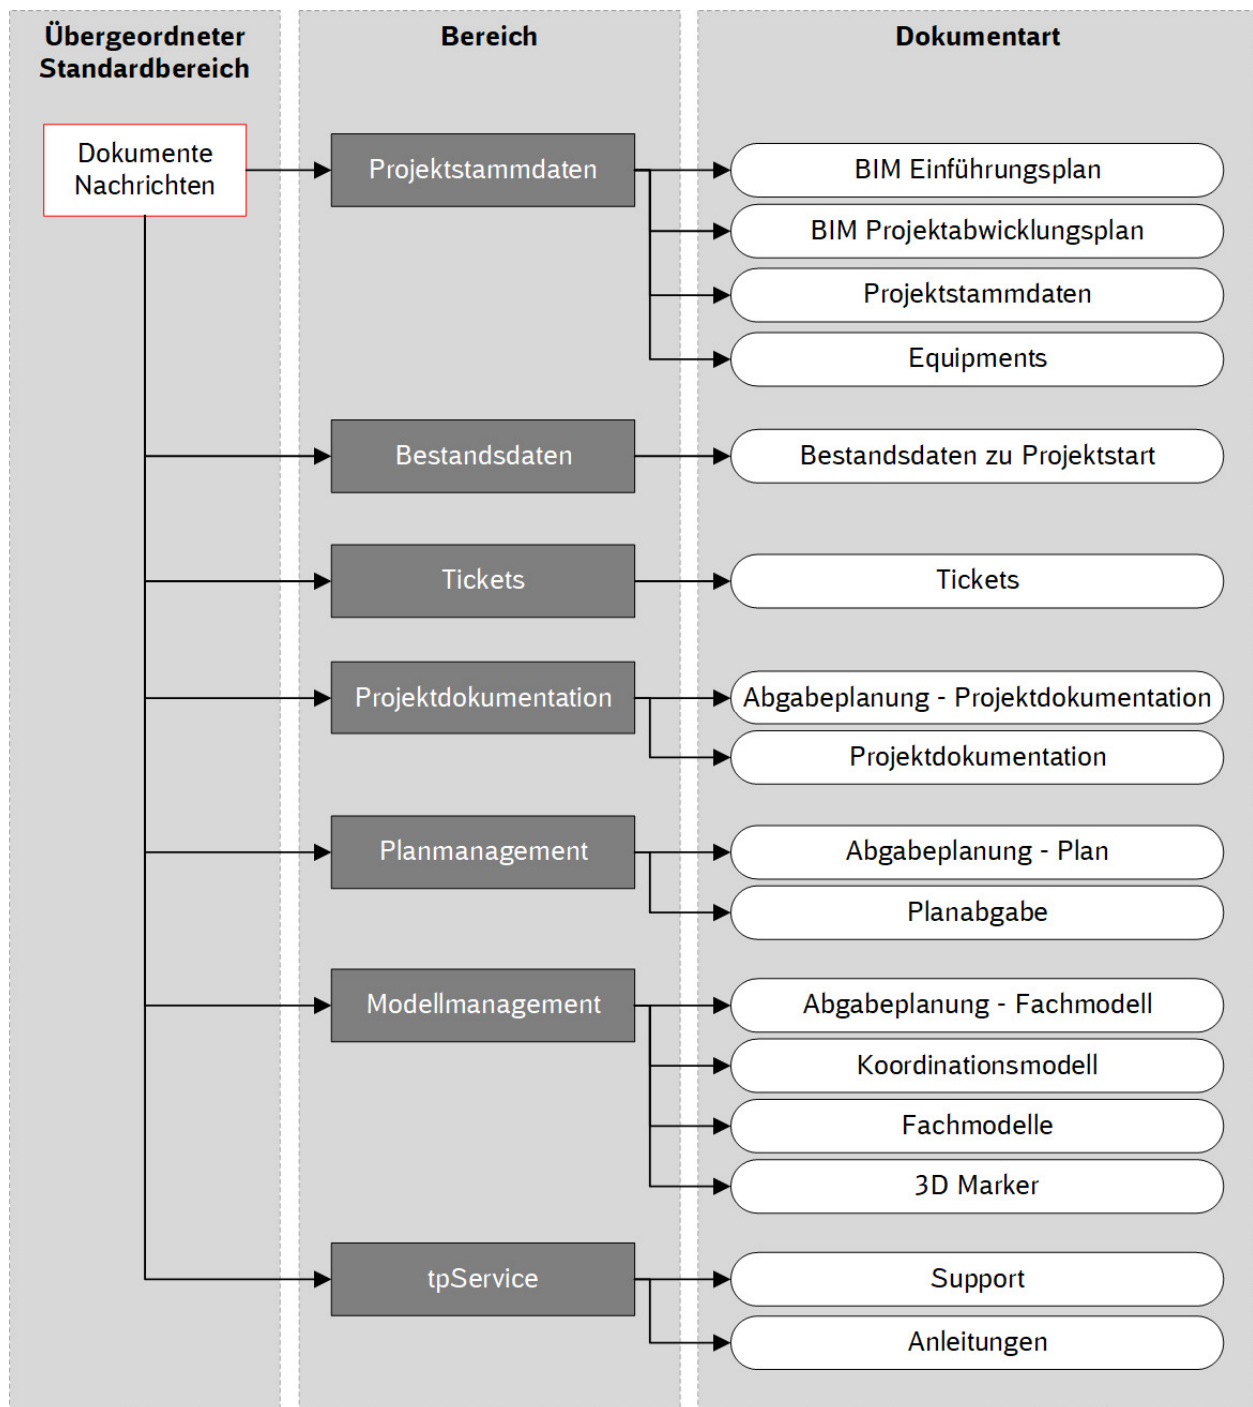 Übergeordneter
Standardbereich
Bereich
Dokumentart
Dokumente
Nachrichten
Projektstammdaten
BIM Einführungsplan
BIM Projektabwicklungsplan
Projektstammdaten
Equipments
Bestandsdaten
Bestandsdaten zu Projektstart
Tickets
Tickets
Projektdokumentation
Abgabeplanung - Projektdokumentation
Projektdokumentation
Planmanagement
Abgabeplanung - Plan
Planabgabe
Modellmanagement
Abgabeplanung - Fachmodell
Koordinationsmodell
Fachmodelle
3D Marker
tpService
Support
Anleitungen